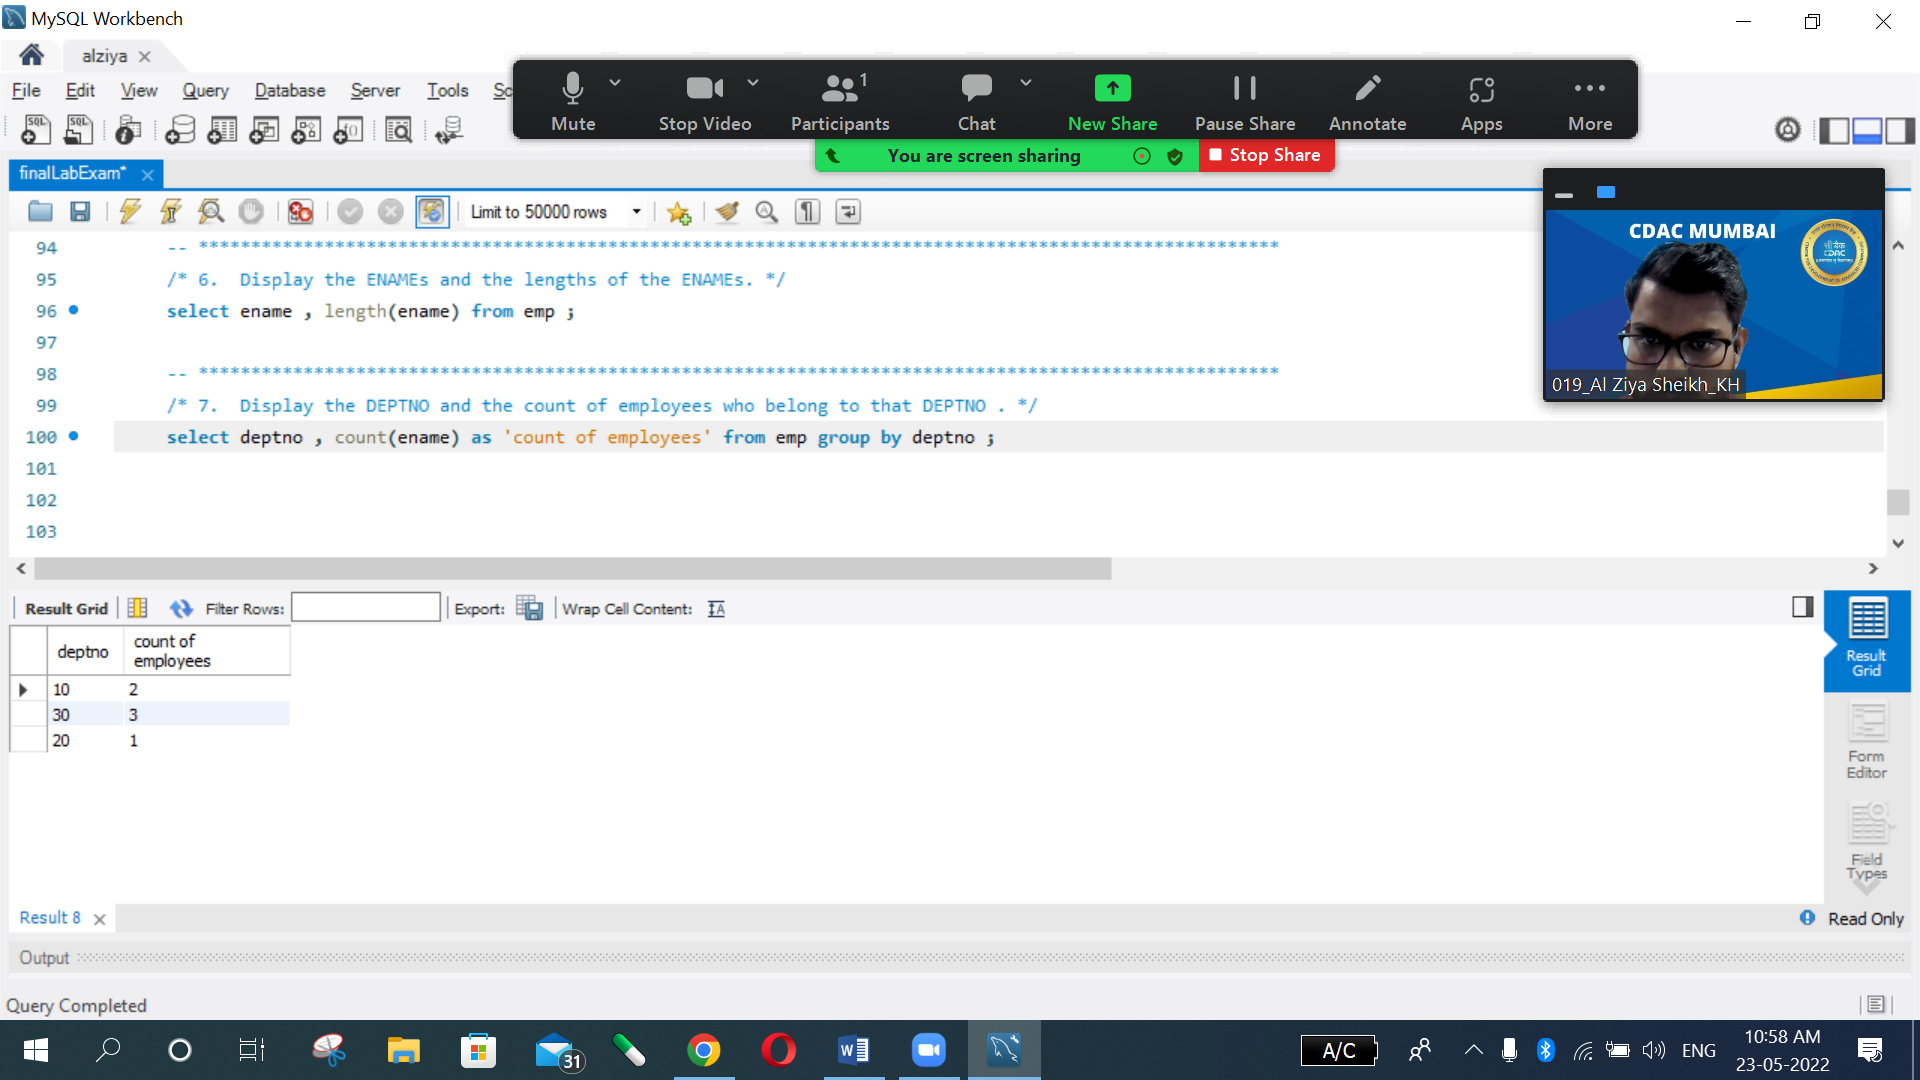 MySQL Workbench
alziya
File Edit View Query Database Server Tools Sc
Mute Stop Video Participants 1 Chat New Share Pause Share Annotate Apps More
You are screen sharing Stop Share
finalLabExam*
Limit to 50000 rows
94 -- *******************************************************************************************************
95 /* 6. Display the ENAMEs and the lengths of the ENAMEs. */
96 select ename , length(ename) from emp ;
97
98 -- *******************************************************************************************************
99 /* 7. Display the DEPTNO and the count of employees who belong to that DEPTNO . */
100 select deptno , count(ename) as 'count of employees' from emp group by deptno ;
101
102
103
CDAC MUMBAI
सी डैक
CDAC
019_Al Ziya Sheikh_KH
Result Grid Filter Rows: Export: Wrap Cell Content:
deptno count of employees
10 2
30 3
20 1
Result Grid
Form Editor
Field Types
Result 8 Read Only
Output
Query Completed
31 A/C ENG 10:58 AM
23-05-2022